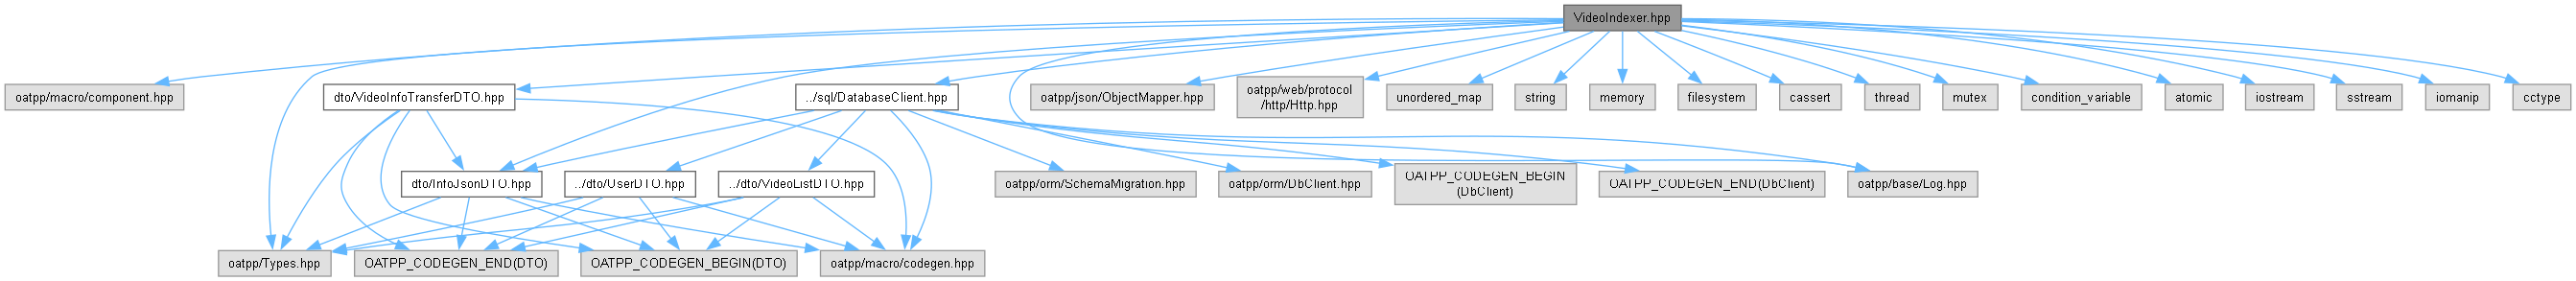 VideoIndexer.hpp
oatpp/macro/component.hpp
dto/VideoInfoTransferDTO.hpp
../sql/DatabaseClient.hpp
oatpp/json/ObjectMapper.hpp
oatpp/web/protocol
/http/Http.hpp
unordered_map
string
memory
filesystem
cassert
thread
mutex
condition_variable
atomic
iostream
sstream
iomanip
cctype
dto/InfoJsonDTO.hpp
../dto/UserDTO.hpp
../dto/VideoListDTO.hpp
oatpp/orm/SchemaMigration.hpp
oatpp/orm/DbClient.hpp
OATPP_CODEGEN_BEGIN
(DbClient)
OATPP_CODEGEN_END(DbClient)
oatpp/base/Log.hpp
oatpp/Types.hpp
OATPP_CODEGEN_END(DTO)
OATPP_CODEGEN_BEGIN(DTO)
oatpp/macro/codegen.hpp